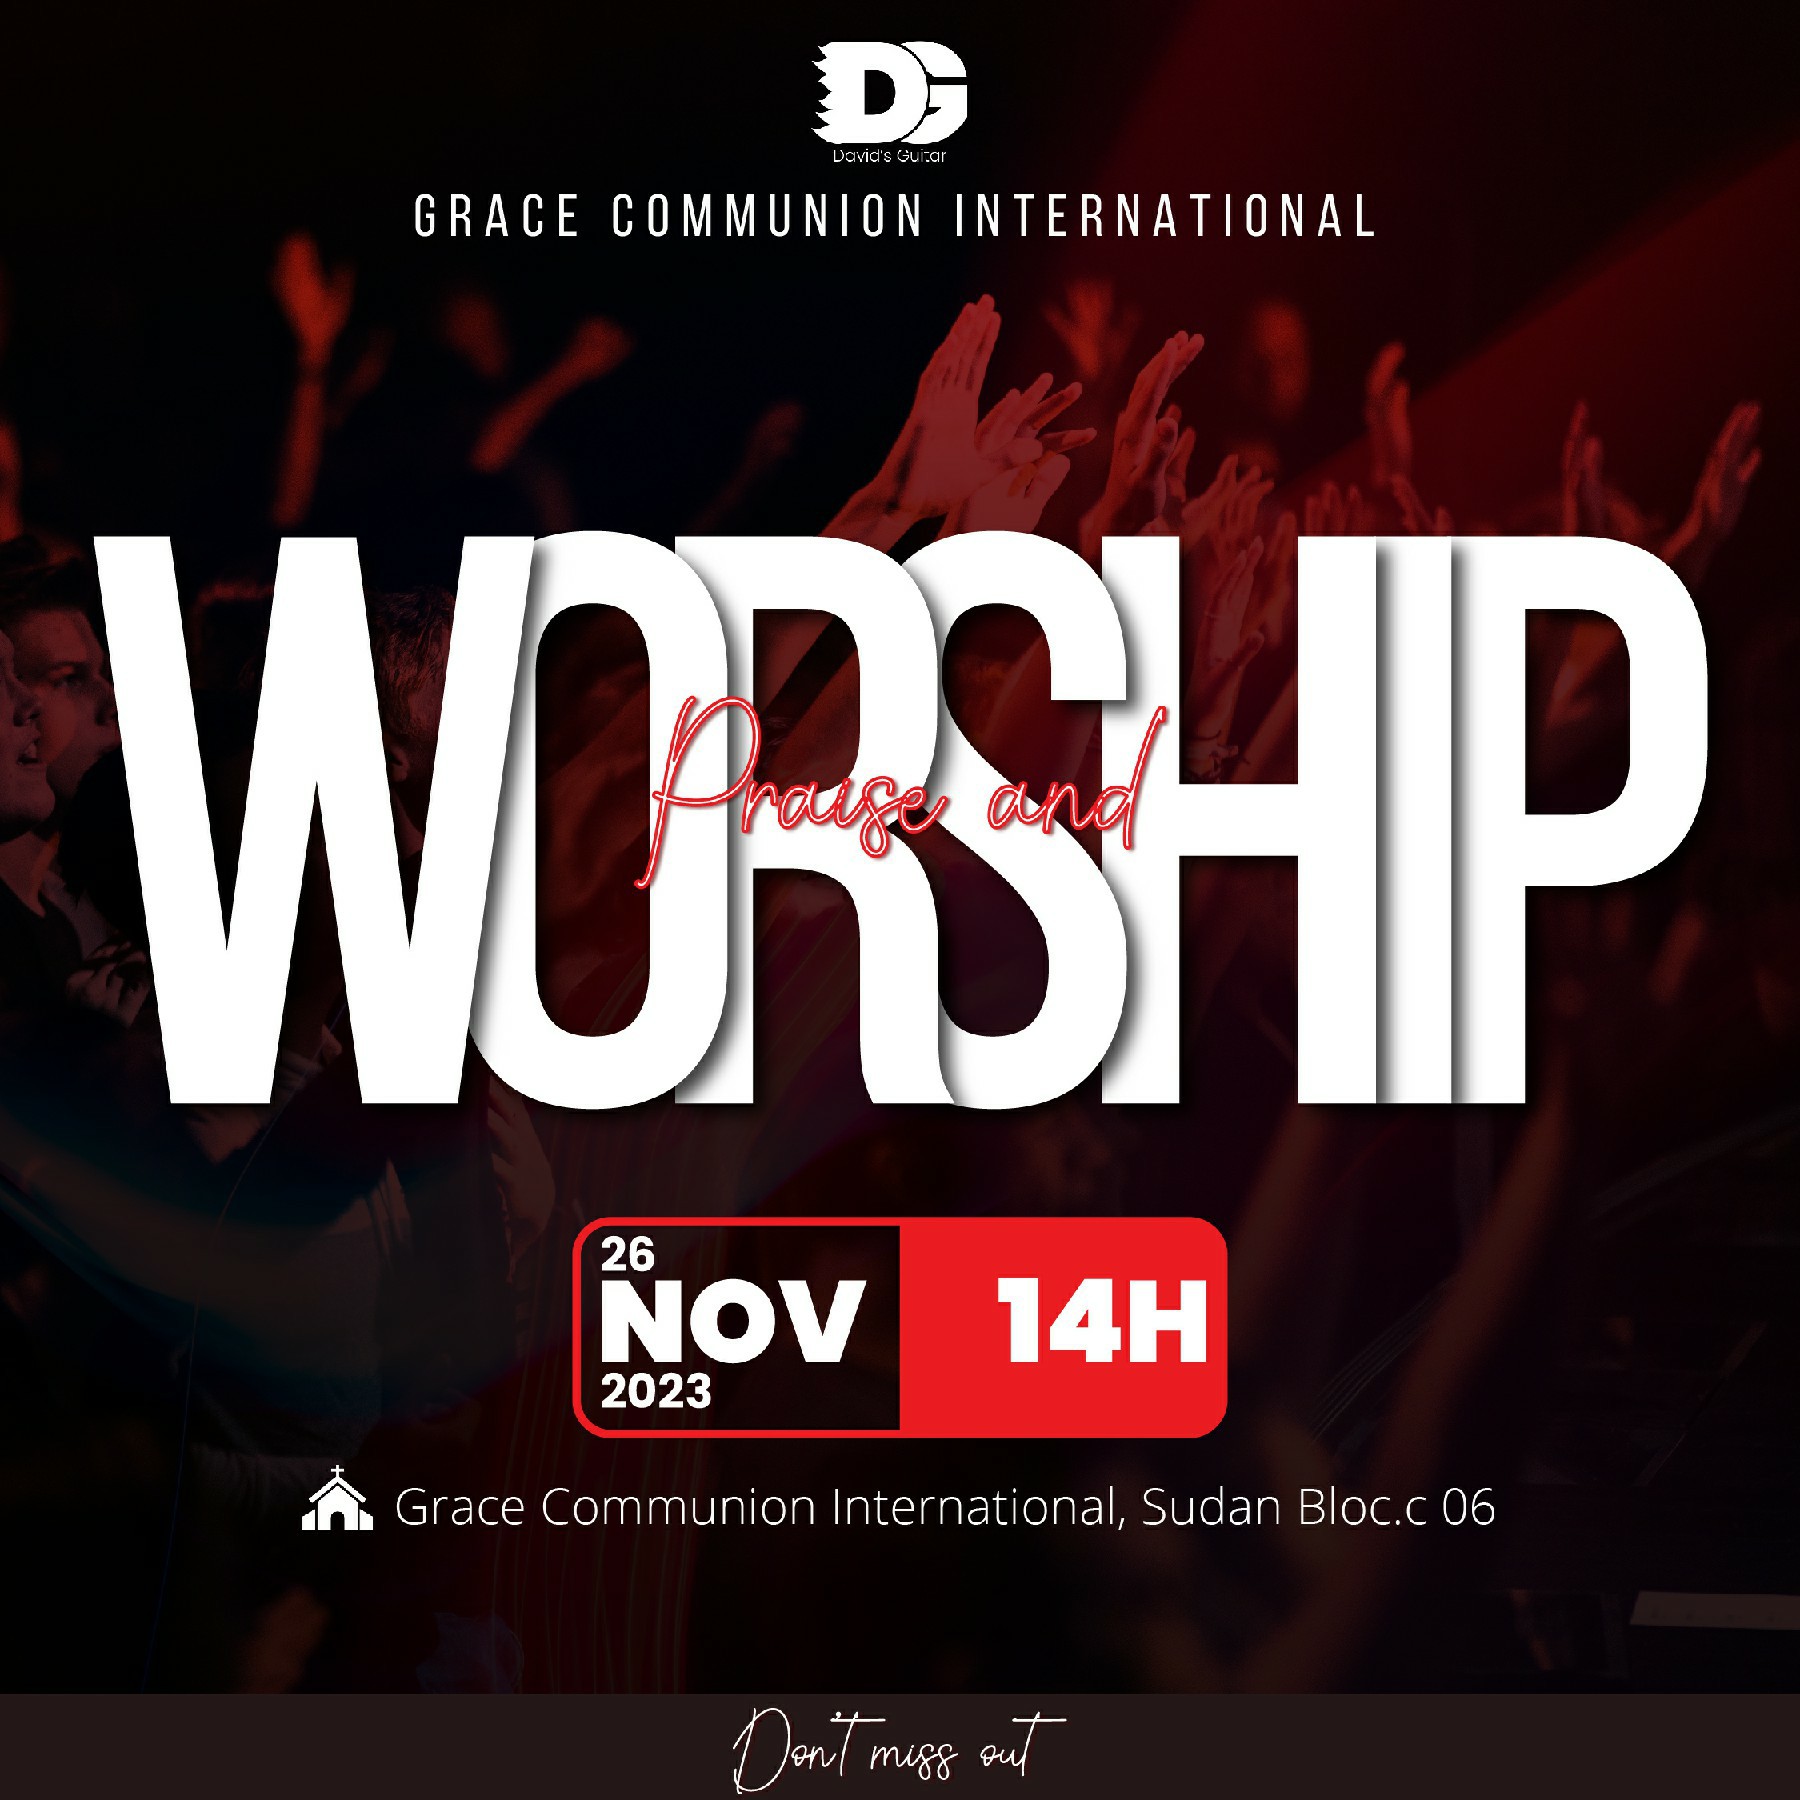 DG
David's Guitar
GRACE COMMUNION INTERNATIONAL
Praise and
WORSHIP
26
NOV
2023
14H
Grace Communion International, Sudan Bloc.c 06
Don't miss out